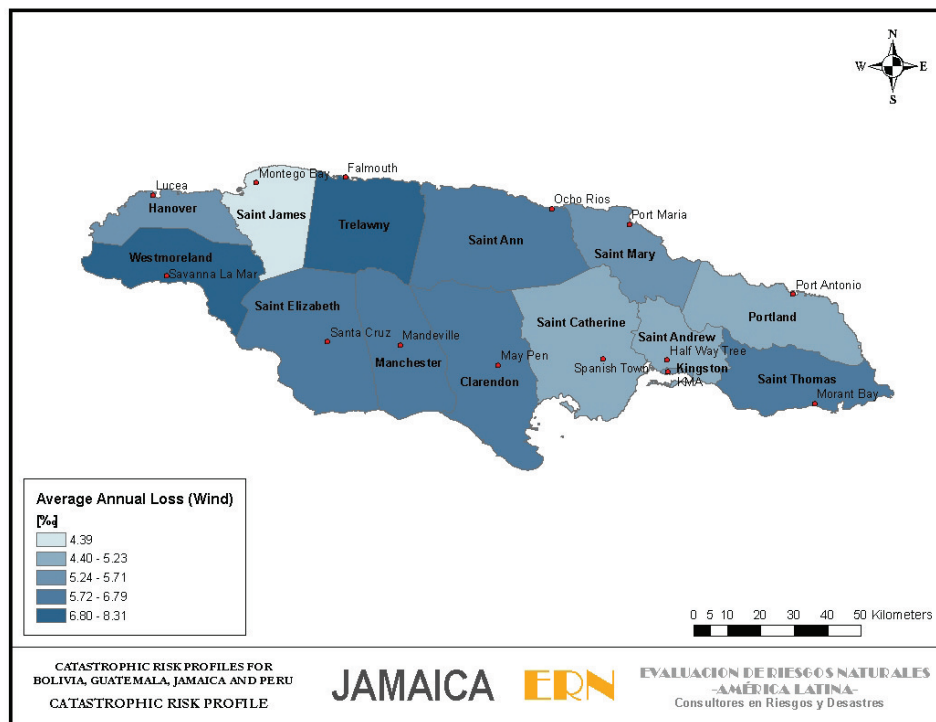 N
W E
S
Lucea
Hanover
Montego Bay
Falmouth
Saint James
Trelawny
Ocho Rios
Saint Ann
Port Maria
Saint Mary
Westmoreland
Savanna La Mar
Saint Elizabeth
Santa Cruz
Mandeville
Manchester
May Pen
Clarendon
Saint Catherine
Spanish Town
Port Antonio
Portland
Saint Andrew
Half Way Tree
Kingston
KMA
Saint Thomas
Morant Bay
Average Annual Loss (Wind)
[‰]
4.39
4.40 - 5.23
5.24 - 5.71
5.72 - 6.79
6.80 - 8.31
0 5 10 20 30 40 50 Kilometers
CATASTROPHIC RISK PROFILES FOR
BOLIVIA, GUATEMALA, JAMAICA AND PERU
CATASTROPHIC RISK PROFILE
JAMAICA
ERN
EVALUACION DE RIESGOS NATURALES
-AMÉRICA LATINA-
Consultores en Riesgos y Desastres